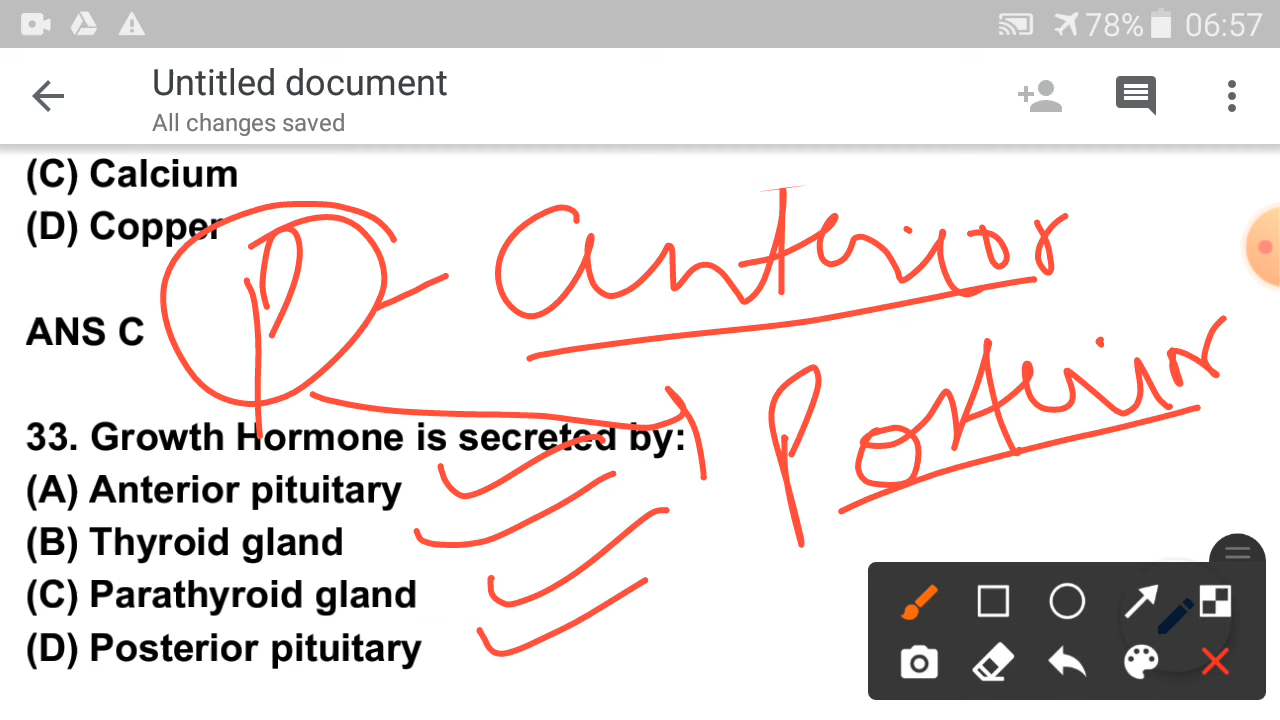 78% 06:57
Untitled document
All changes saved
(C) Calcium
(D) Copper
P anterior
ANS C
Posterior
33. Growth Hormone is secreted by:
(A) Anterior pituitary
(B) Thyroid gland
(C) Parathyroid gland
(D) Posterior pituitary